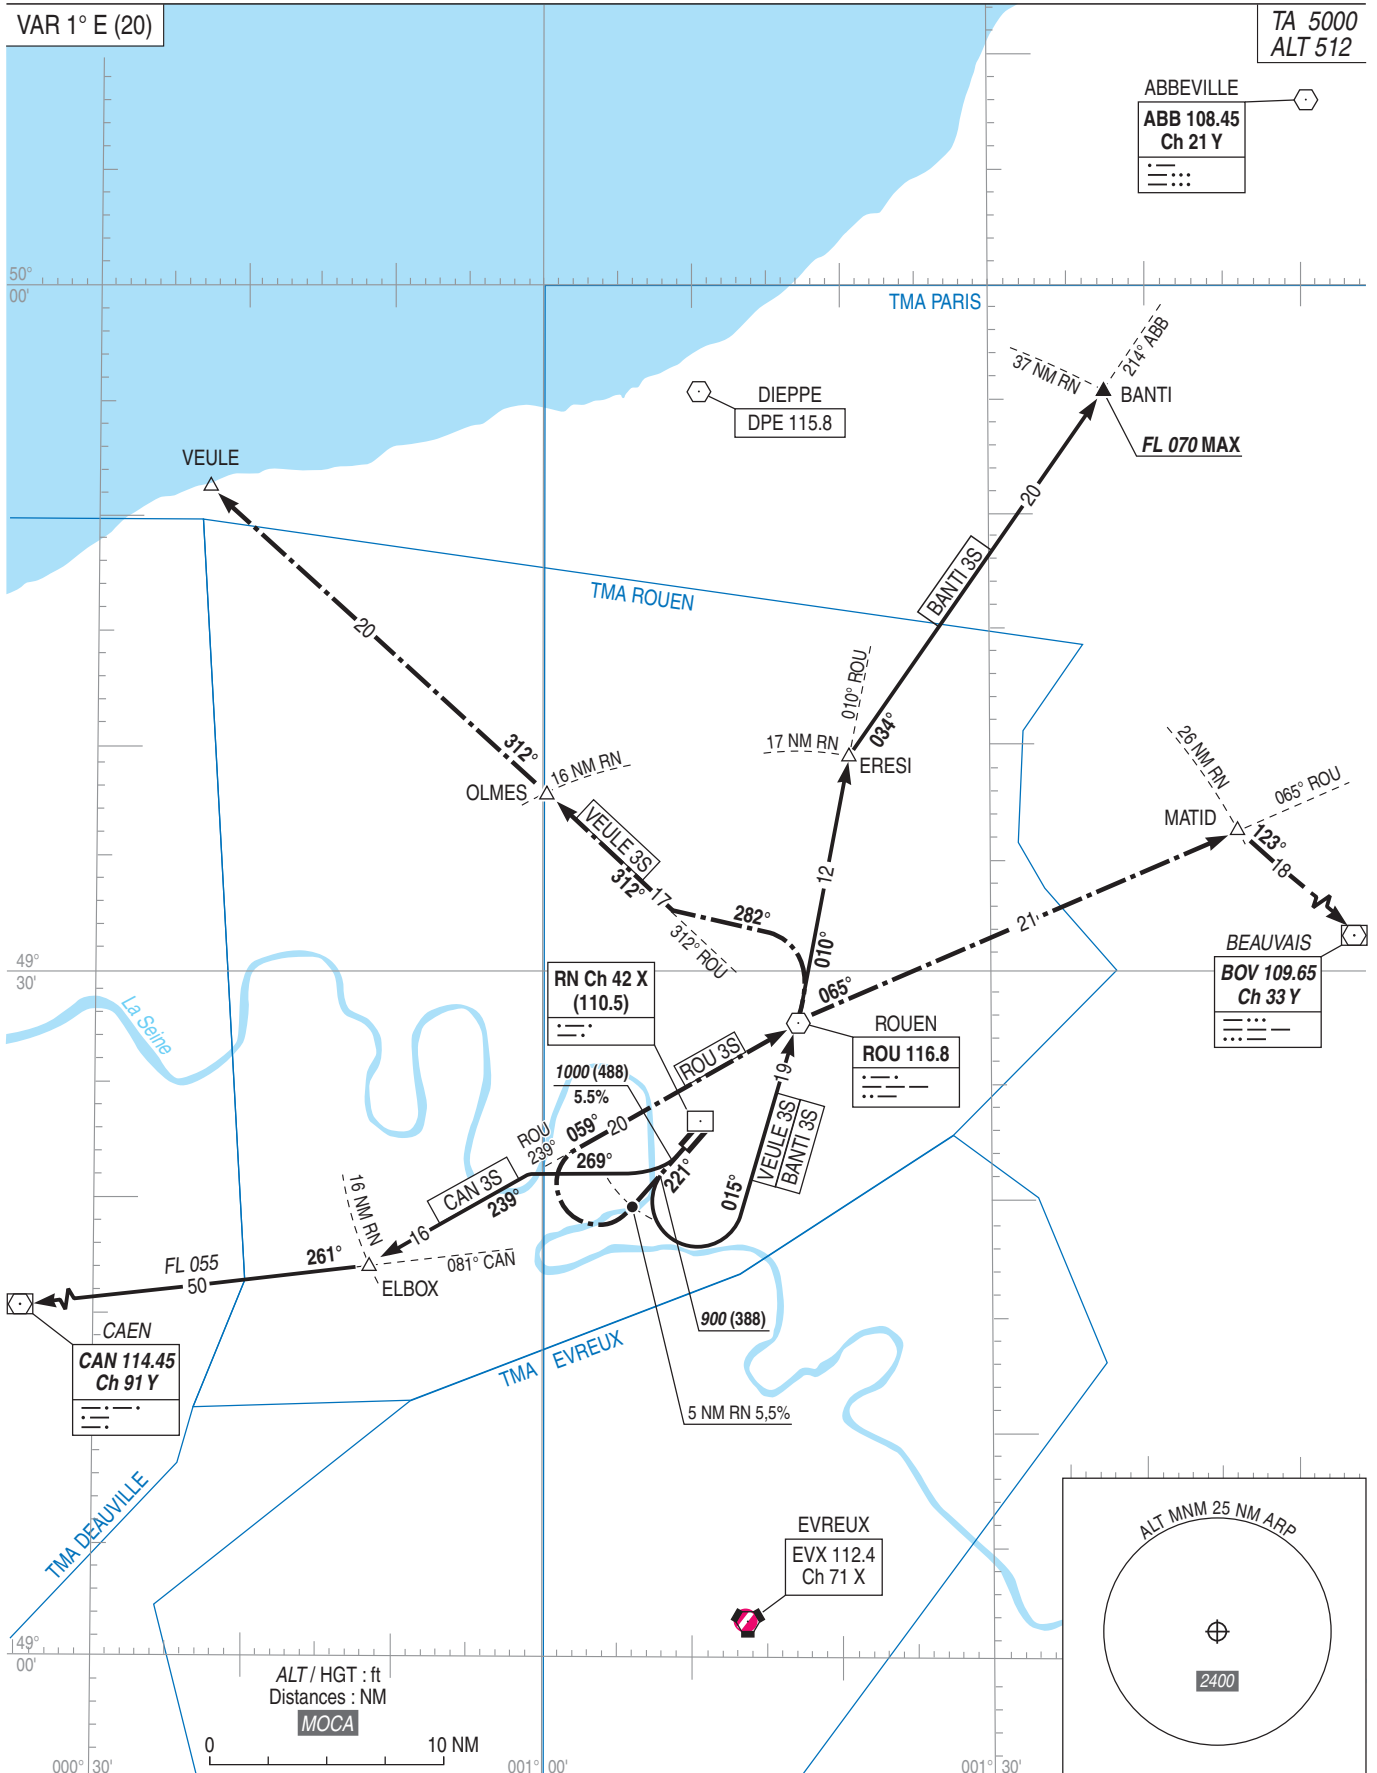 VAR 1° E (20)
TA 5000
ALT 512
ABBEVILLE
ABB 108.45
Ch 21 Y
50°
00'
TMA PARIS
214° ABB
37 NM RN
BANTI
FL 070 MAX
DIEPPE
DPE 115.8
VEULE
20
BANTI 3S
TMA ROUEN
20
010° ROU
034°
17 NM RN
ERESI
312°
16 NM RN
OLMES
26 NM RN
065° ROU
MATID
123°
18
VEULE 3S
312°
17
12
282°
312° ROU
010°
21
BEAUVAIS
BOV 109.65
Ch 33 Y
49°
30'
RN Ch 42 X
(110.5)
065°
La Seine
ROUEN
ROU 116.8
ROU 3S
1000 (488)
5.5%
19
VEULE 3S
BANTI 3S
ROU
239°
059°
20
269°
221°
CAN 3S
239°
015°
16 NM RN
16
FL 055
261°
50
081° CAN
ELBOX
CAEN
CAN 114.45
Ch 91 Y
900 (388)
TMA EVREUX
5 NM RN 5,5%
TMA DEAUVILLE
EVREUX
EVX 112.4
Ch 71 X
ALT MNM 25 NM ARP
2400
49°
00'
ALT / HGT : ft
Distances : NM
MOCA
0
10 NM
000° 30'
001° 00'
001° 30'